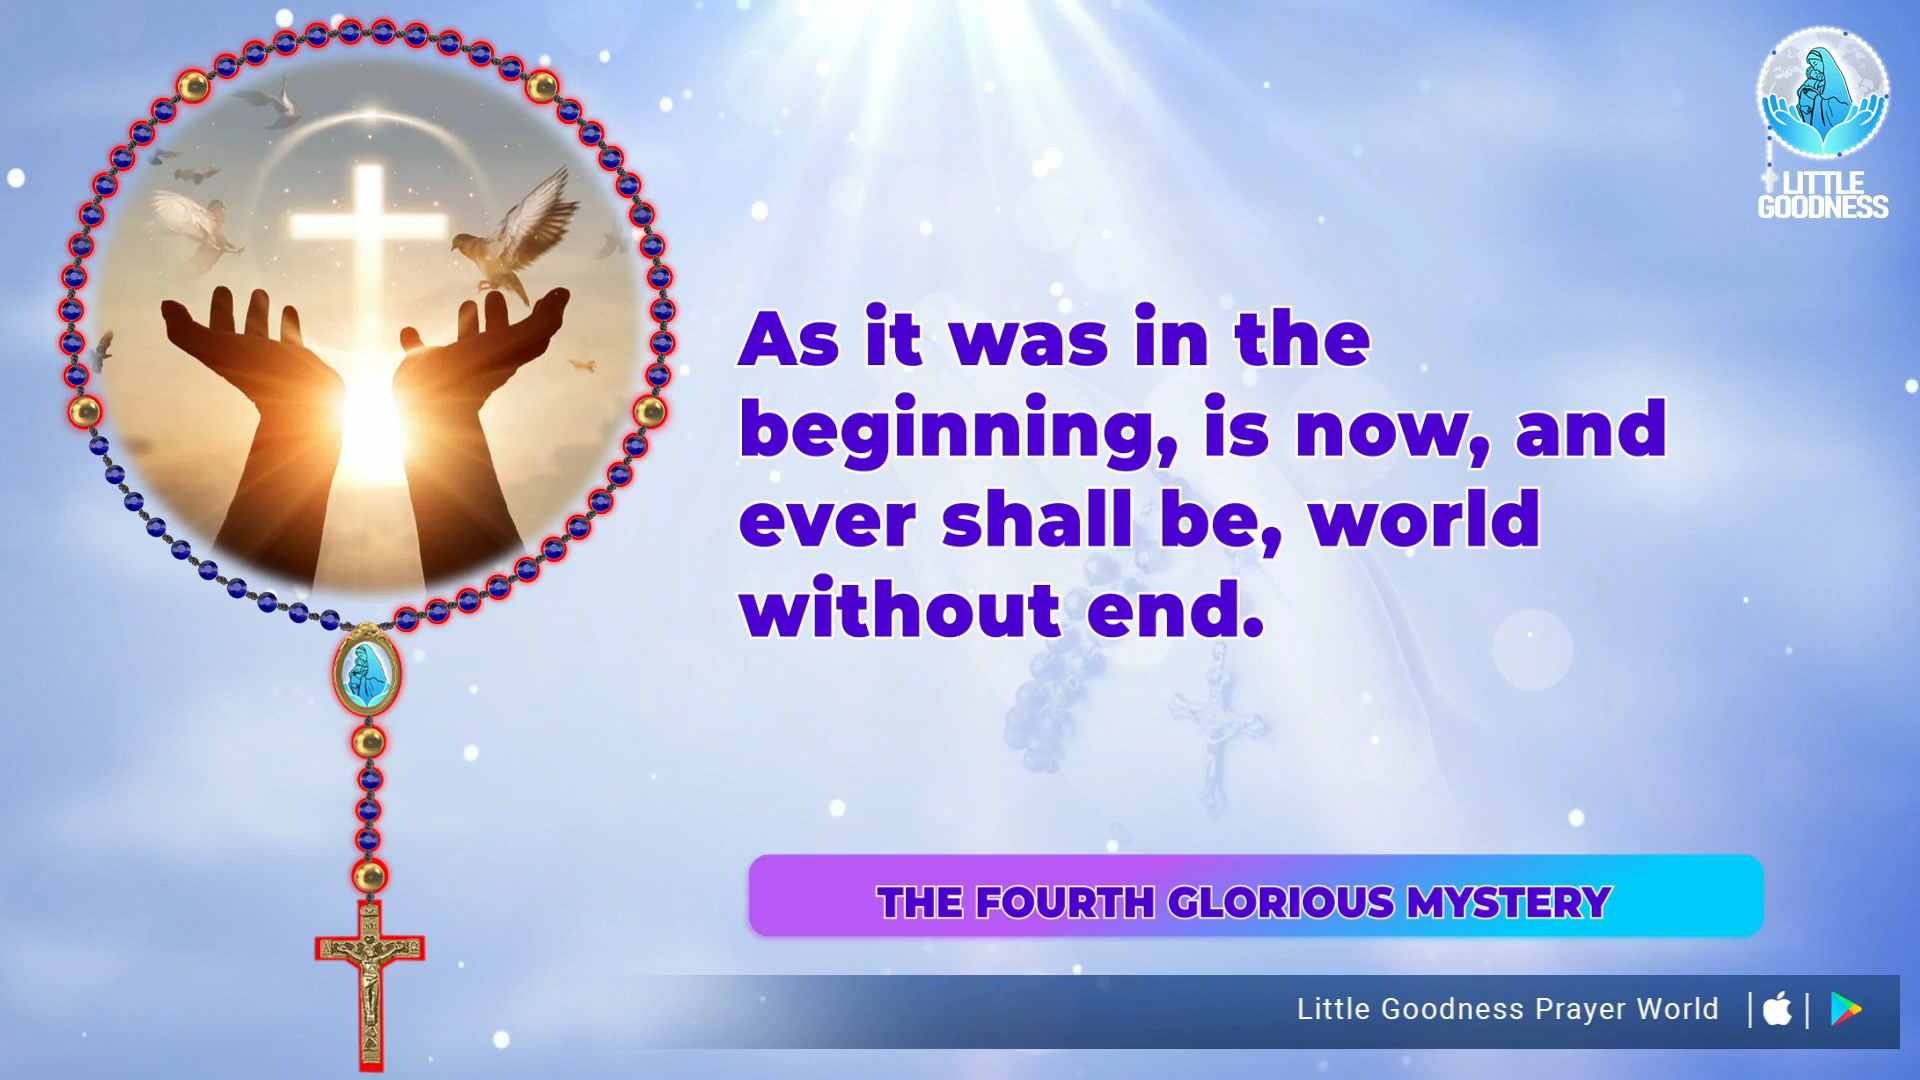 LITTLE
GOODNESS
As it was in the
beginning, is now, and
ever shall be, world
without end.
THE FOURTH GLORIOUS MYSTERY
Little Goodness Prayer World